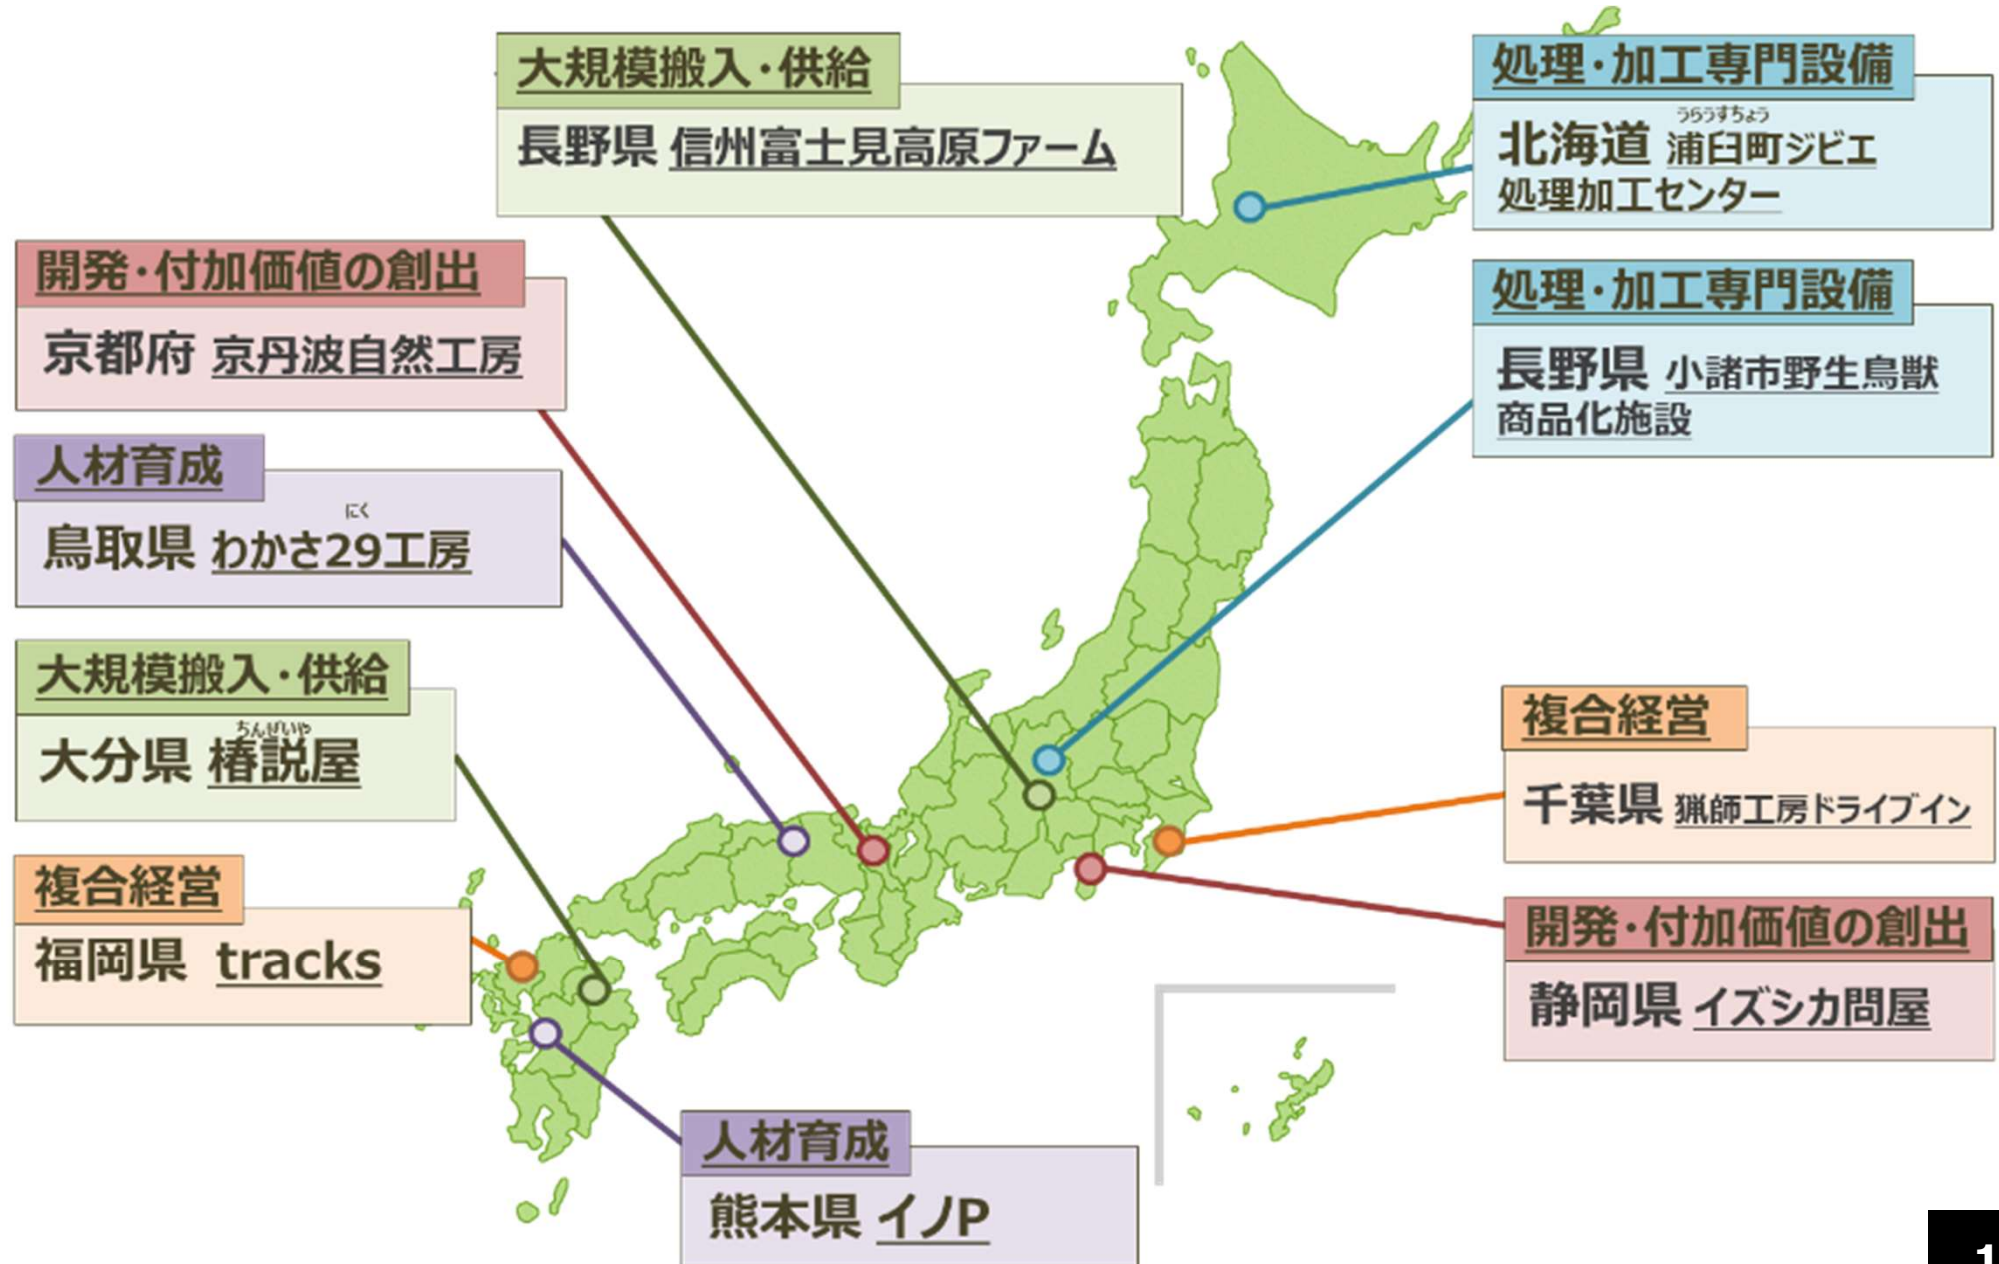 大規模搬入・供給
長野県 信州富士見高原ファーム
処理・加工専門設備
うらうすちょう
北海道 浦臼町ジビエ
処理加工センター
開発・付加価値の創出
京都府 京丹波自然工房
処理・加工専門設備
長野県 小諸市野生鳥獣
商品化施設
人材育成
にく
鳥取県 わかさ29工房
大規模搬入・供給
ちんぜいや
大分県 椿説屋
複合経営
千葉県 猟師工房ドライブイン
複合経営
福岡県 tracks
開発・付加価値の創出
静岡県 イズシカ問屋
人材育成
熊本県 イノP
1